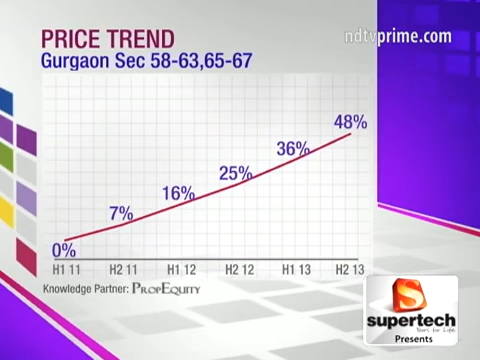 ndtvprime.com
PRICE TREND
Gurgaon Sec 58-63,65-67
48%
36%
25%
16%
7%
0%
H1 11 H2 11 H1 12 H2 12 H1 13 H2 13
Knowledge Partner: PROPEQUITY
S
supertech
Presents